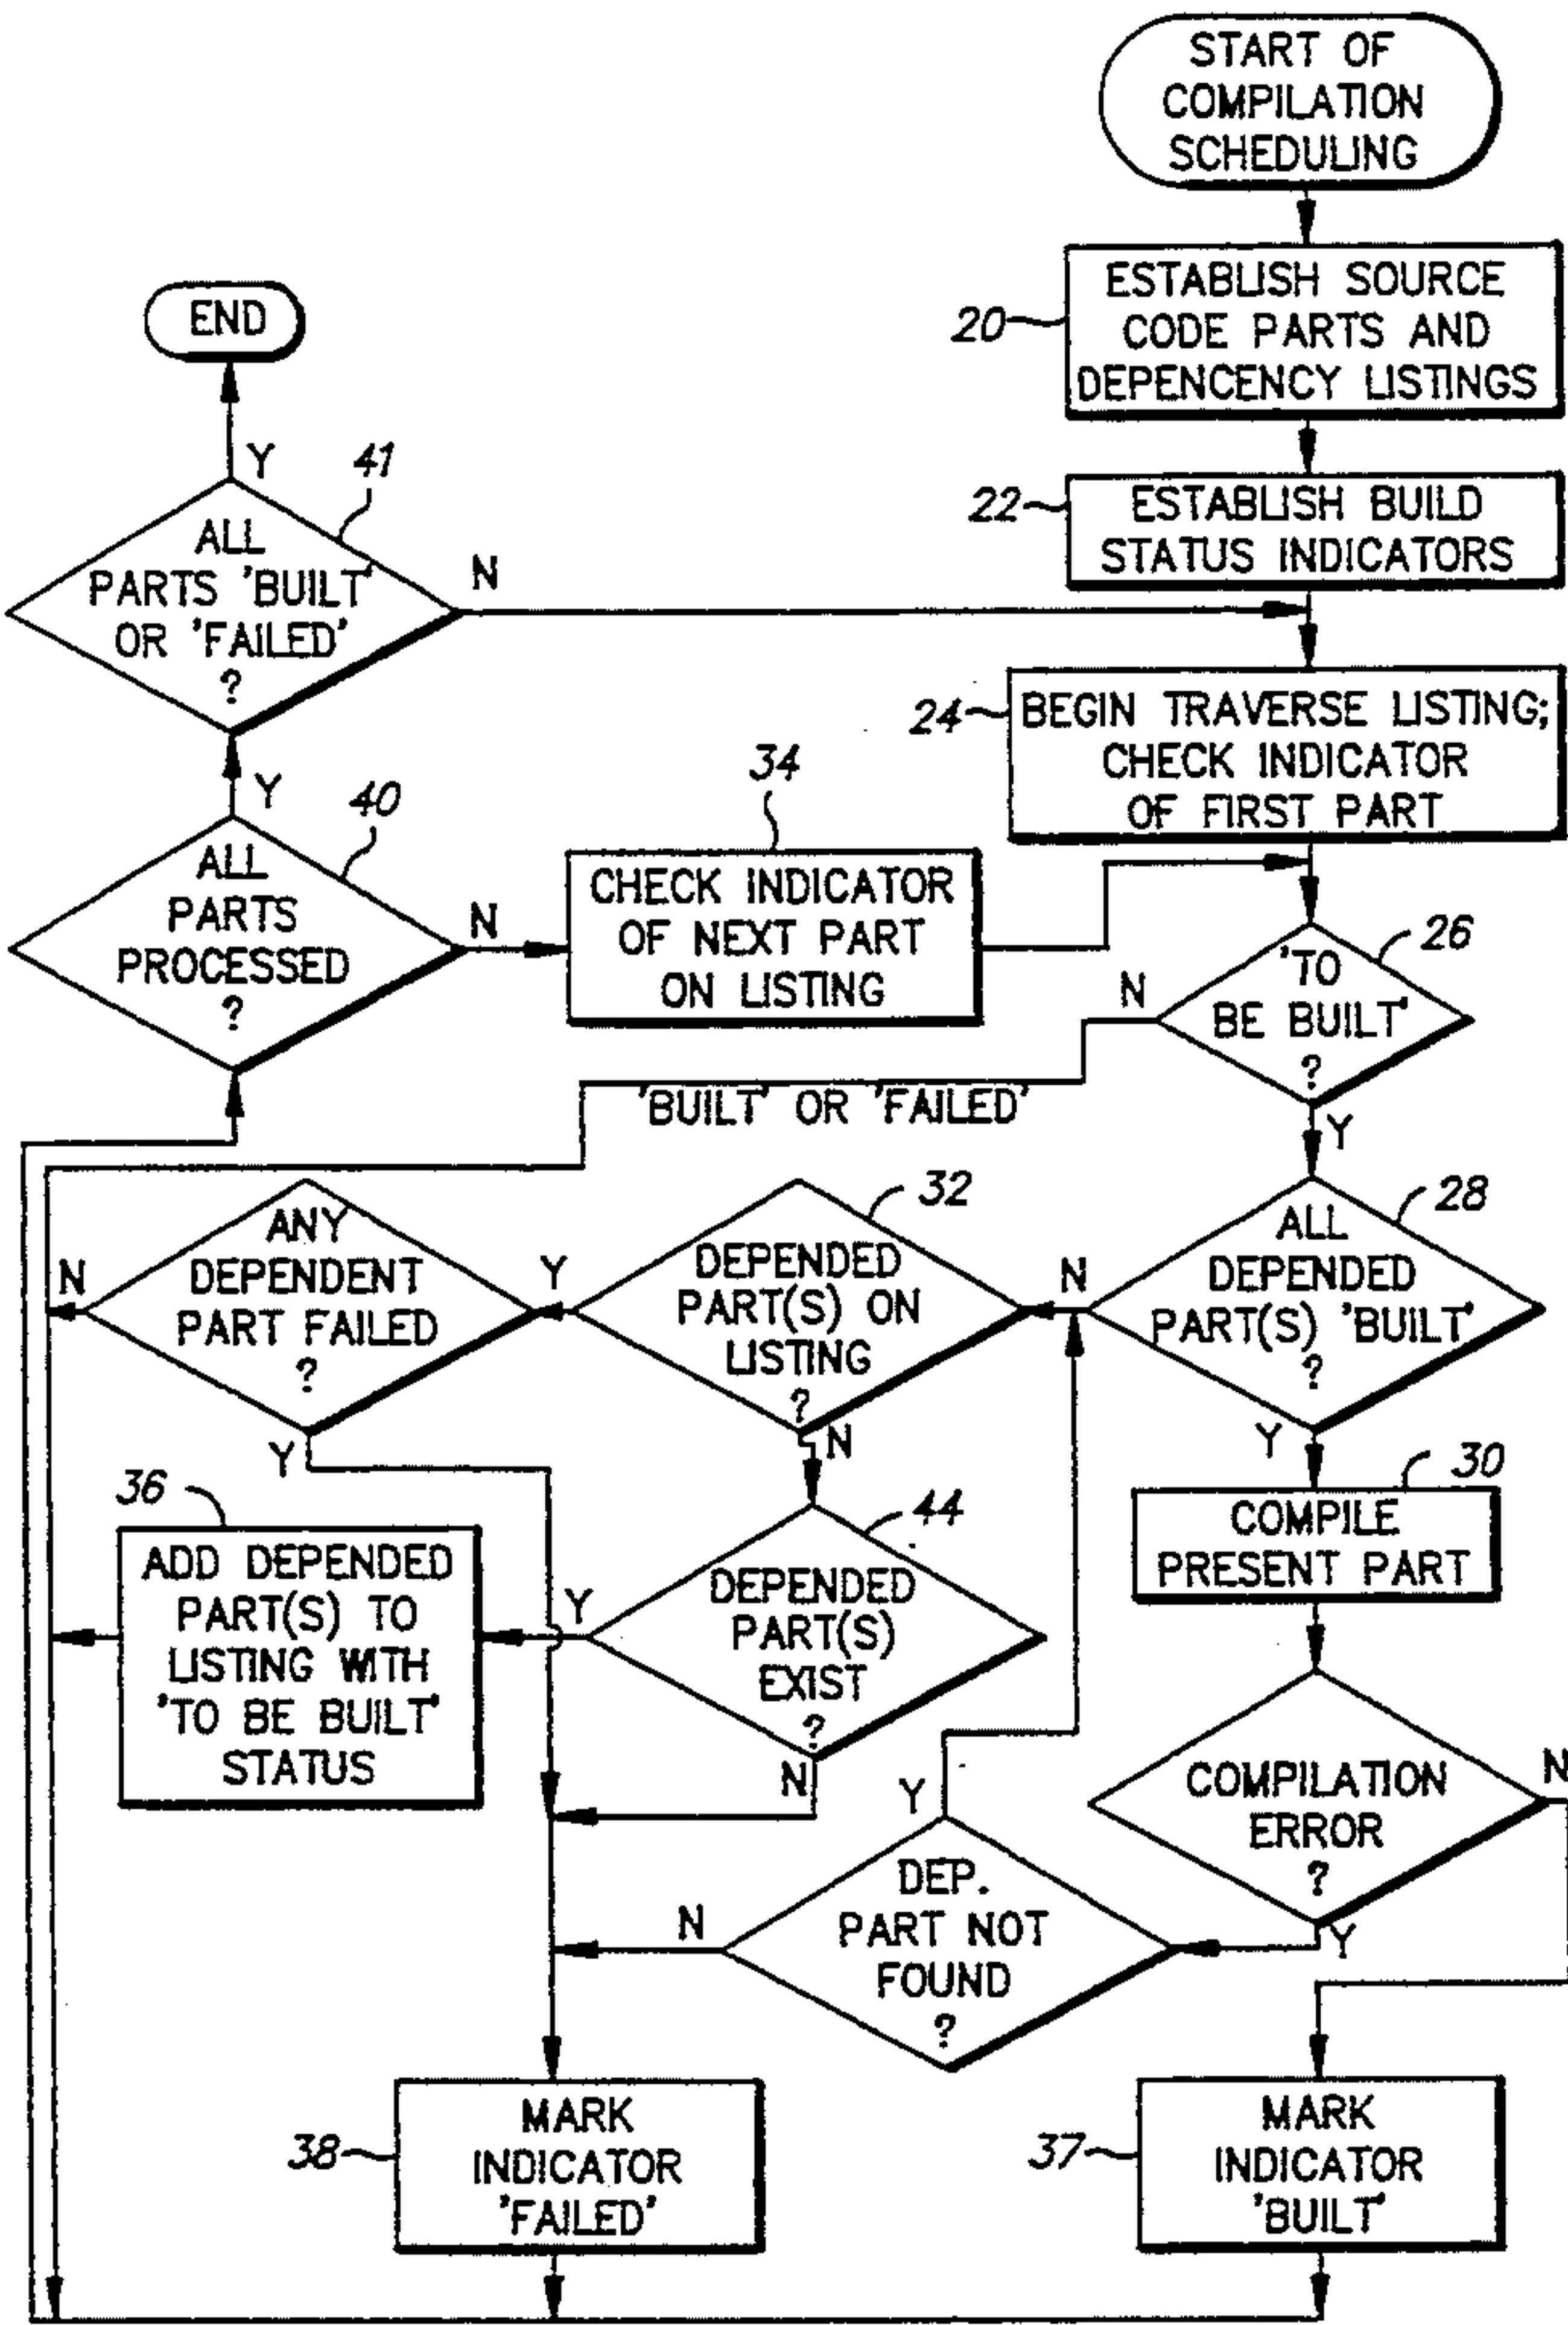 START OF
COMPILATION
SCHEDULING
20
ESTABLISH SOURCE
CODE PARTS AND
DEPENCENCY LISTINGS
END
22
ESTABLISH BUILD
STATUS INDICATORS
Y
41
ALL
PARTS 'BUILT'
OR 'FAILED'
?
N
24
BEGIN TRAVERSE LISTING;
CHECK INDICATOR
OF FIRST PART
Y
40
ALL
PARTS
PROCESSED
?
N
34
CHECK INDICATOR
OF NEXT PART
ON LISTING
26
'TO
BE BUILT'
?
N
'BUILT' OR 'FAILED'
Y
28
ALL
DEPENDED
PART(S) 'BUILT'
?
N
32
DEPENDED
PART(S) ON
LISTING
?
Y
ANY
DEPENDENT
PART FAILED
?
N
Y
N
Y
36
ADD DEPENDED
PART(S) TO
LISTING WITH
'TO BE BUILT'
STATUS
44
DEPENDED
PART(S)
EXIST
?
Y
N
30
COMPILE
PRESENT PART
COMPILATION
ERROR
?
N
Y
DEP.
PART NOT
FOUND
?
Y
N
38
MARK
INDICATOR
'FAILED'
37
MARK
INDICATOR
'BUILT'